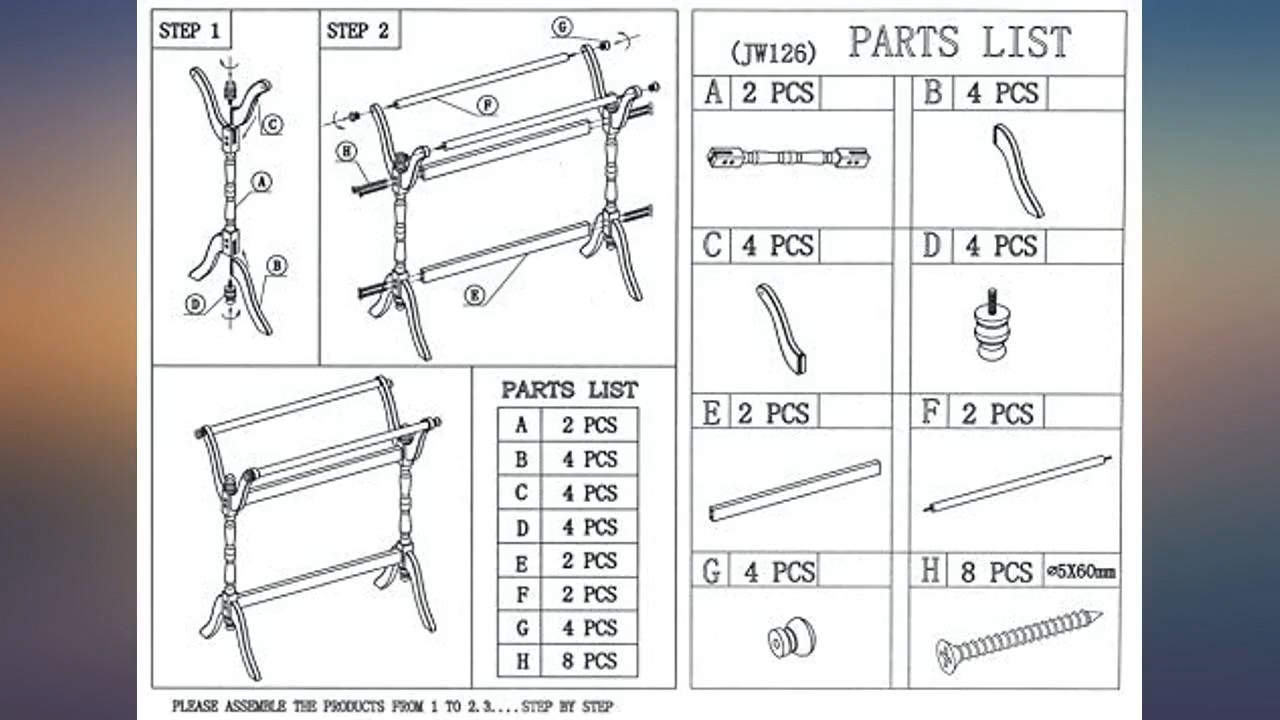 STEP 1
C
A
B
D
STEP 2
G
F
H
E
PARTS LIST
A 2 PCS
B 4 PCS
C 4 PCS
D 4 PCS
E 2 PCS
F 2 PCS
G 4 PCS
H 8 PCS
PLEASE ASSEMBLE THE PRODUCTS FROM 1 TO 2.3....STEP BY STEP
(JW126) PARTS LIST
A 2 PCS
B 4 PCS
C 4 PCS
D 4 PCS
E 2 PCS
F 2 PCS
G 4 PCS
H 8 PCS ø5X60mm